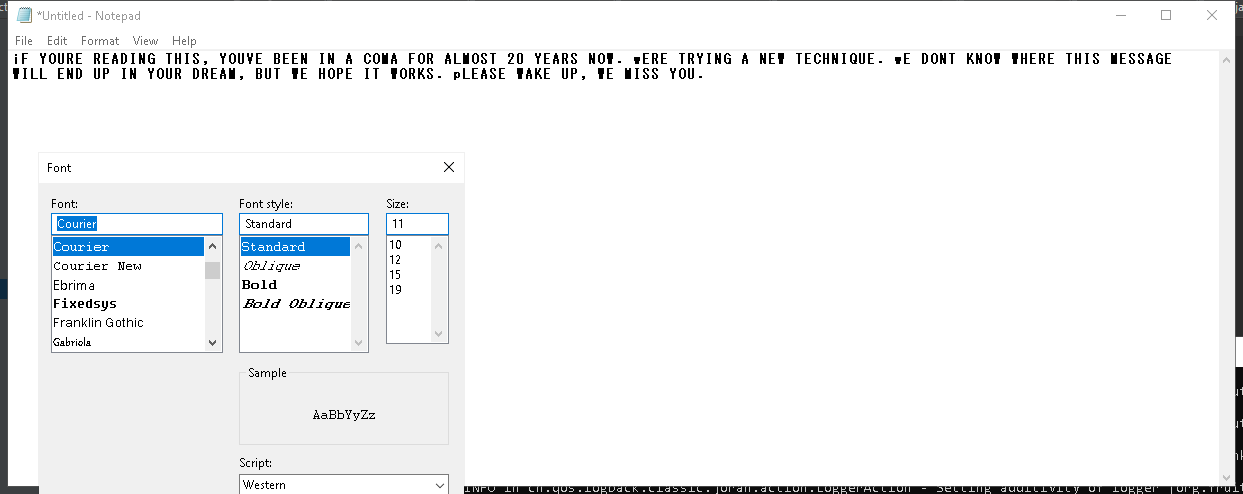 *Untitled - Notepad
File Edit Format View Help
iF YOURE READING THIS, YOUVE BEEN IN A COMA FOR ALMOST 20 YEARS NOW. wERE TRYING A NEW TECHNIQUE. wE DONT KNOW WHERE THIS MESSAGE
WILL END UP IN YOUR DREAM, BUT WE HOPE IT WORKS. pLEASE WAKE UP, WE MISS YOU.
Font
Font: Font style: Size:
Courier Standard 11
Courier Standard 10
Courier New Oblique 12
Ebrima Bold 15
Fixedsys Bold Oblique 19
Franklin Gothic
Gabriola
Sample
AaBbYyZz
Script:
Western
INFO in ch.qos.logback.classic.joran.action.LoggerAction - Setting additivity of logger